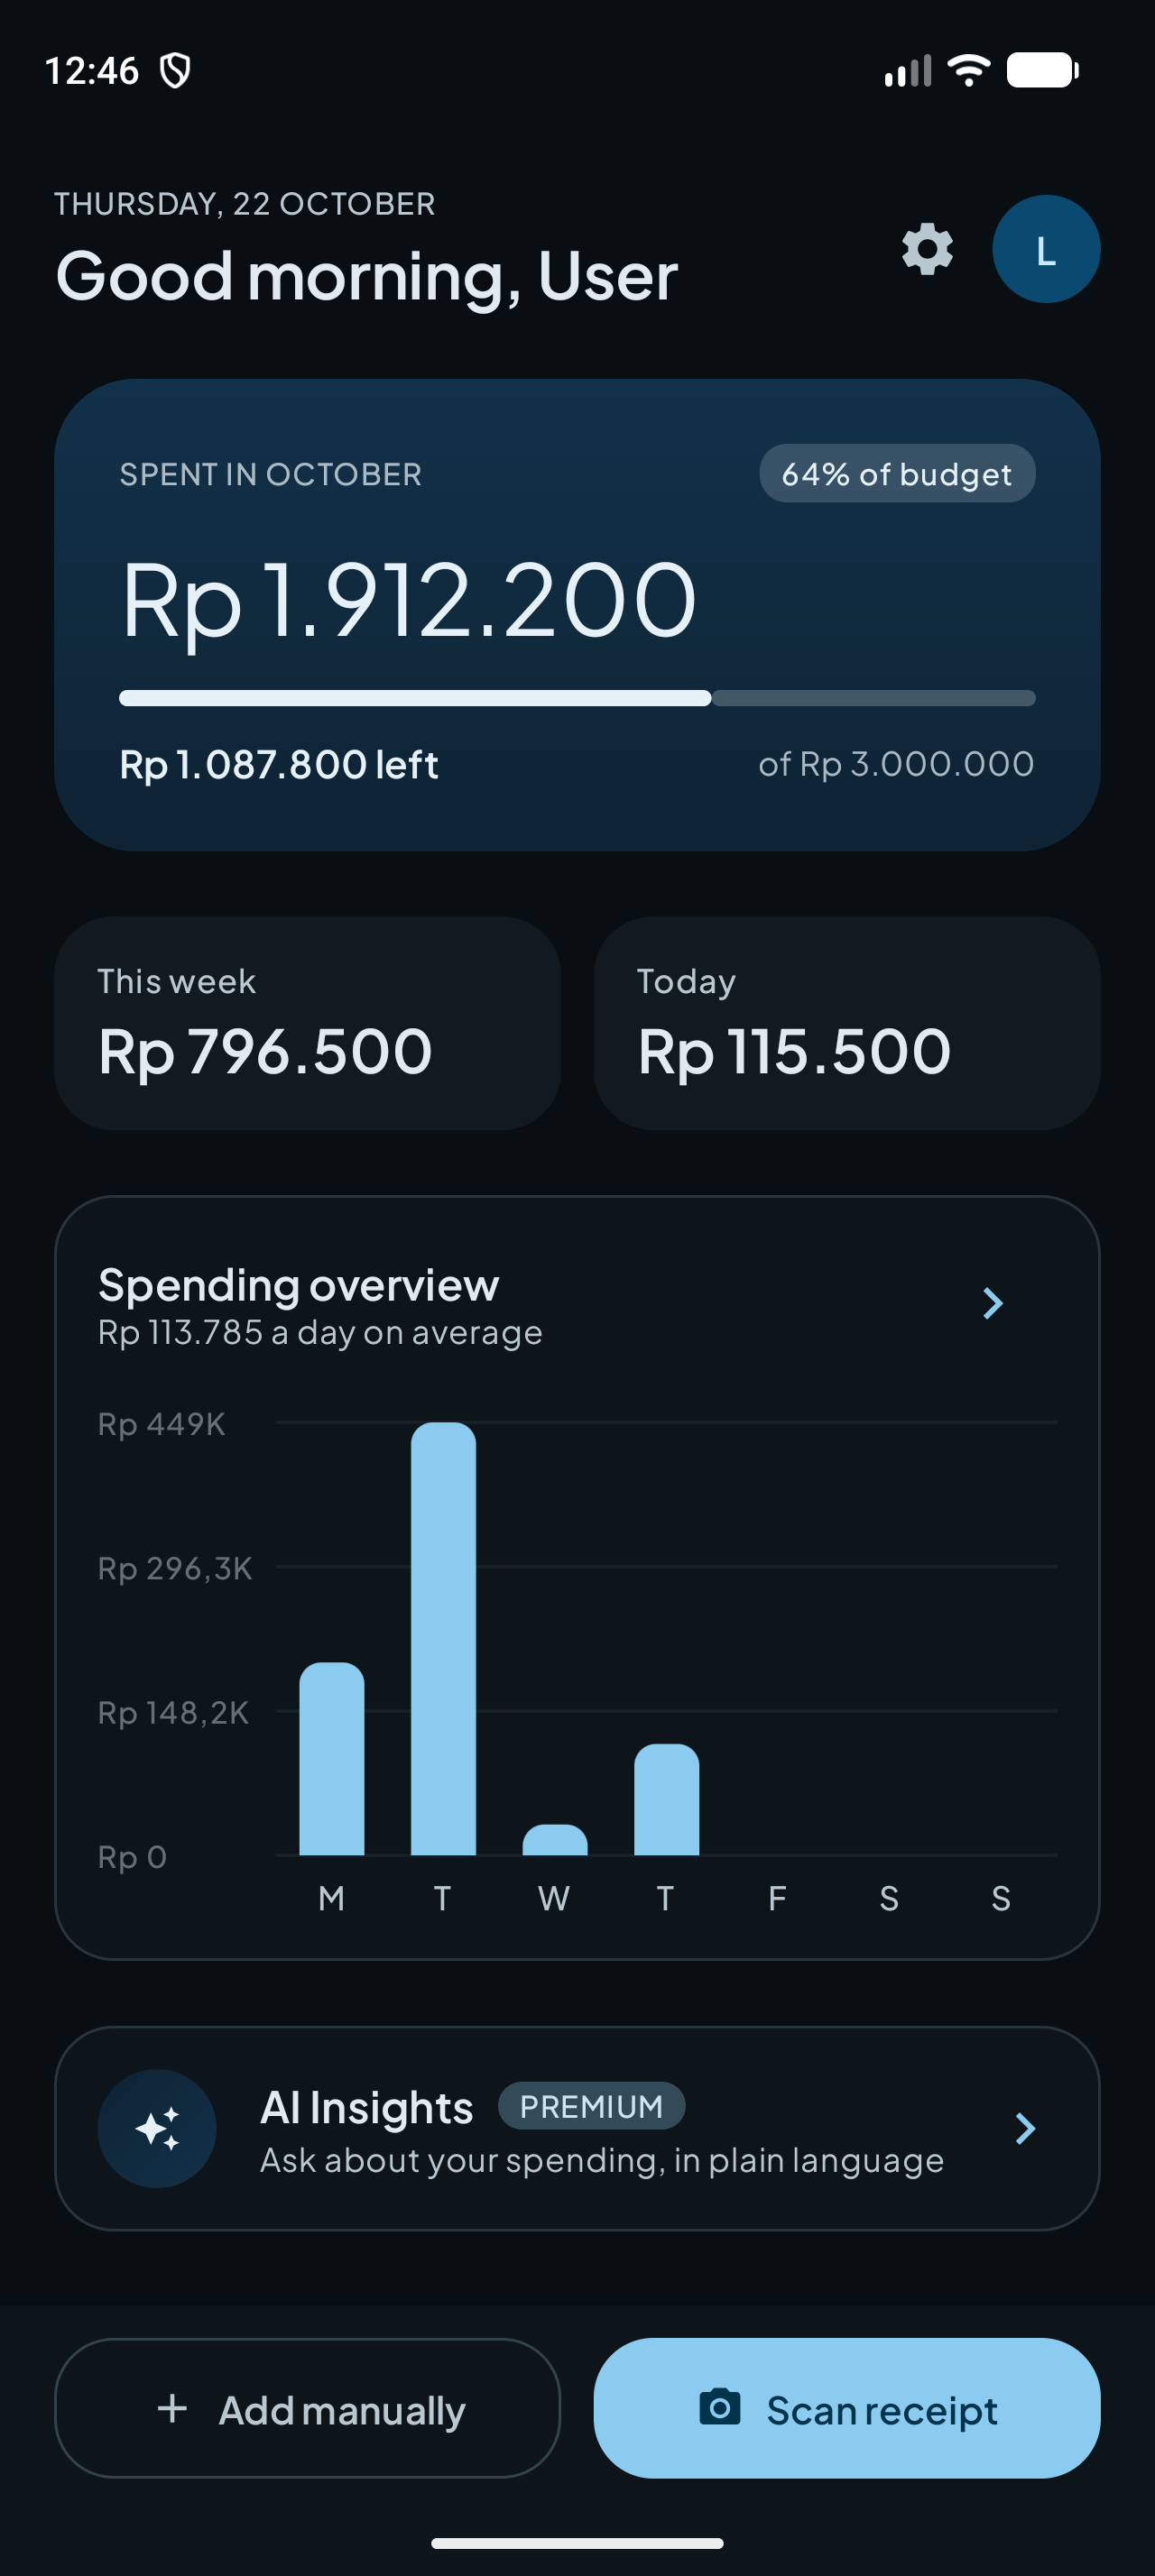 12:46
THURSDAY, 22 OCTOBER
Good morning, User
L
SPENT IN OCTOBER
64% of budget
Rp 1.912.200
Rp 1.087.800 left
of Rp 3.000.000
This week
Rp 796.500
Today
Rp 115.500
Spending overview
Rp 113.785 a day on average
Rp 449K
Rp 296,3K
Rp 148,2K
Rp 0
M T W T F S S
AI Insights PREMIUM
Ask about your spending, in plain language
Add manually
Scan receipt